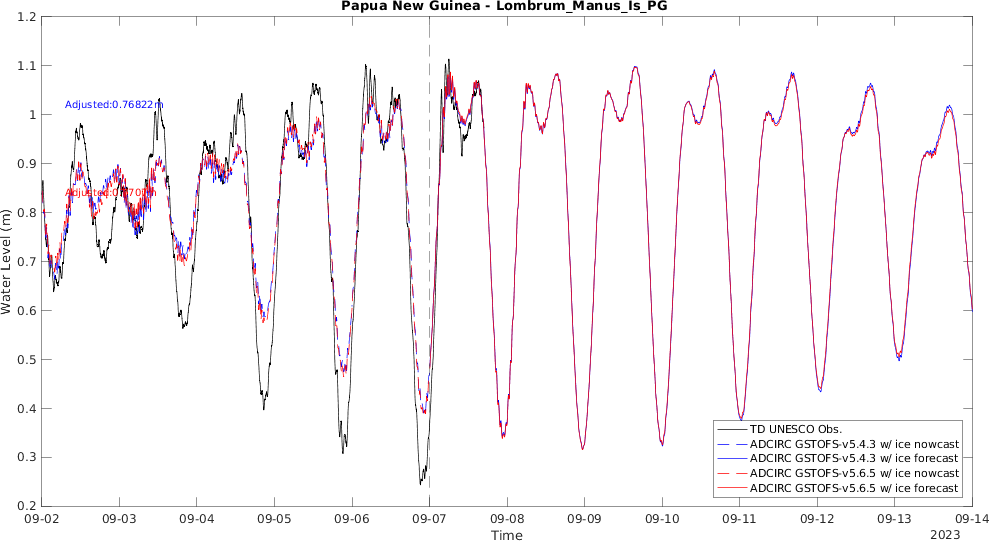 Papua New Guinea - Lombrum_Manus_Is_PG
Water Level (m)
1.2
1.1
1
0.9
0.8
0.7
0.6
0.5
0.4
0.3
0.2
Adjusted:0.76822m
TD UNESCO Obs.
ADCIRC GSTOFS-v5.4.3 w/ ice nowcast
ADCIRC GSTOFS-v5.4.3 w/ ice forecast
ADCIRC GSTOFS-v5.6.5 w/ ice nowcast
ADCIRC GSTOFS-v5.6.5 w/ ice forecast
09-02 09-03 09-04 09-05 09-06 09-07 09-08 09-09 09-10 09-11 09-12 09-13 09-14
Time
2023